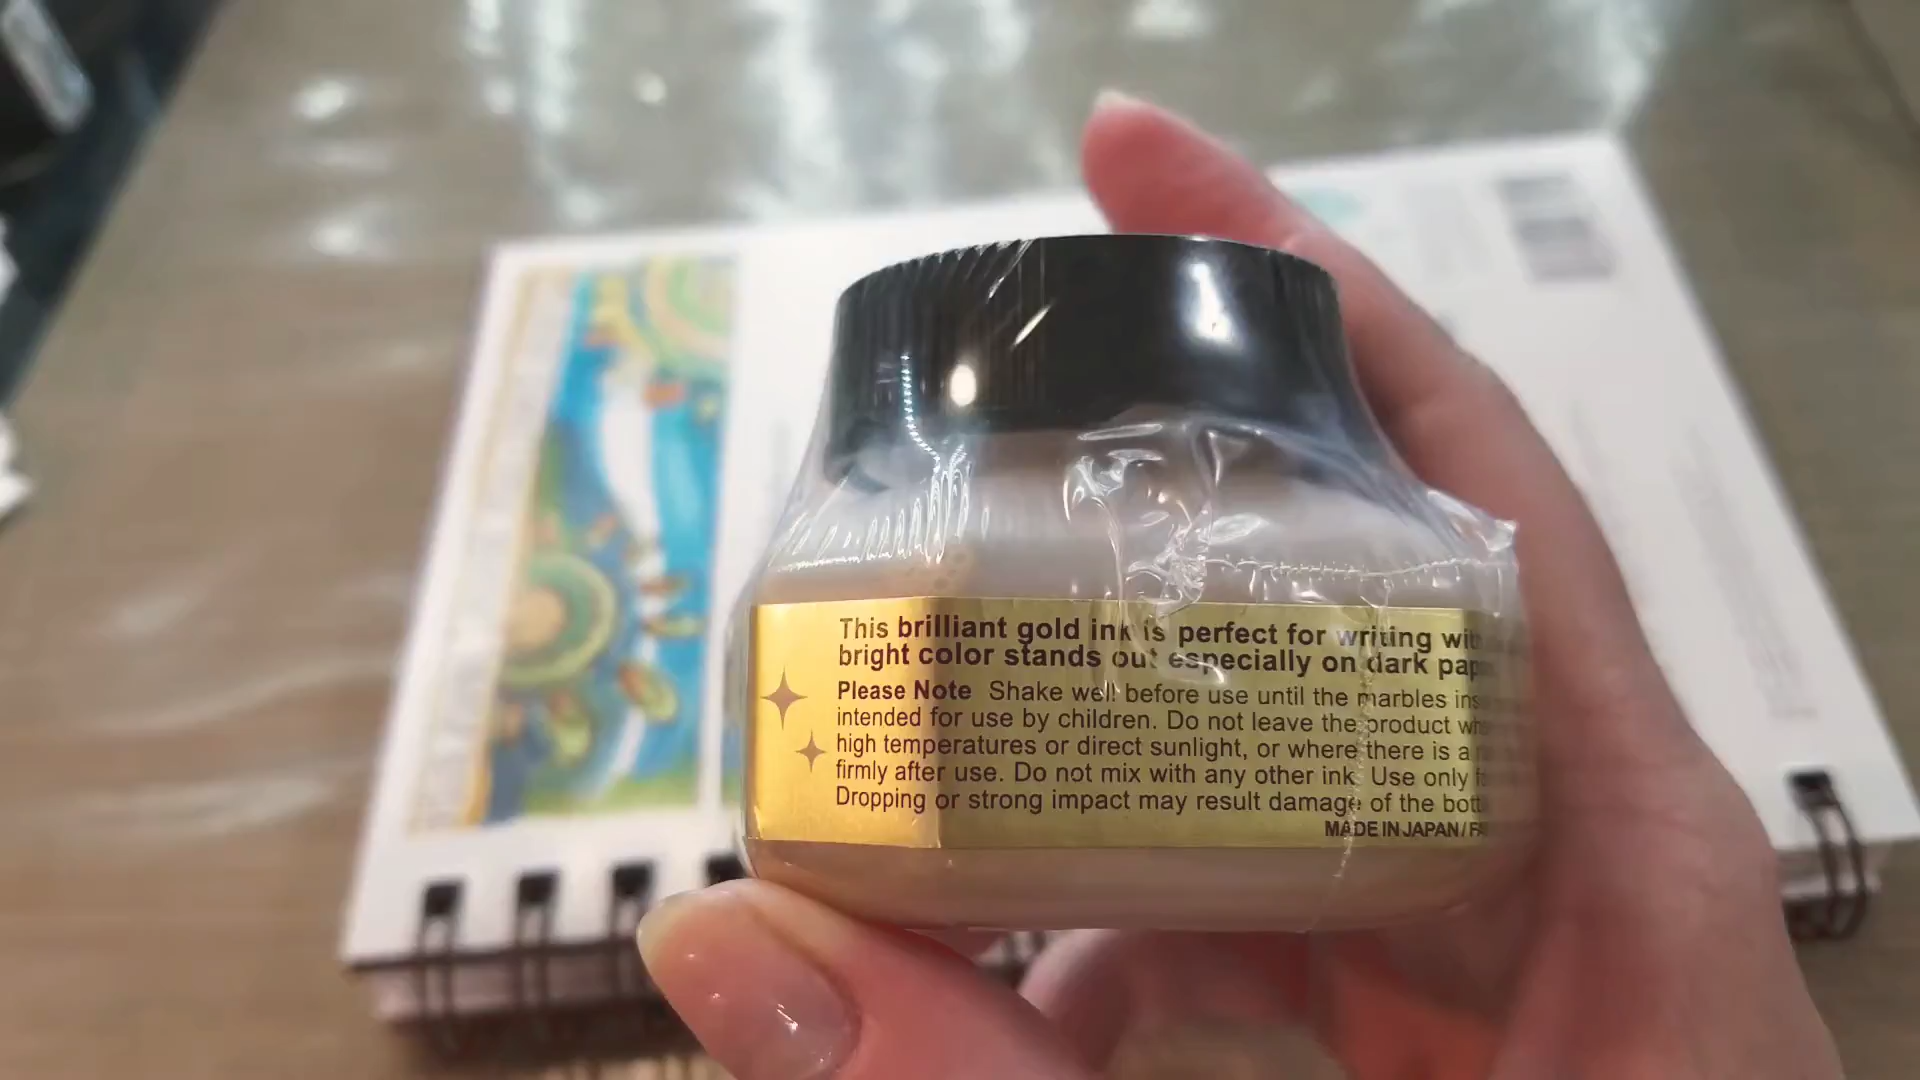 This brilliant gold ink is perfect for writing
bright color stands out especially on dark
Please Note Shake well before use until the marbles
intended for use by children. Do not leave the product
high temperatures or direct sunlight, or where there is a
firmly after use. Do not mix with any other ink. Use only
Dropping or strong impact may result damage of the
MADE IN JAPAN /